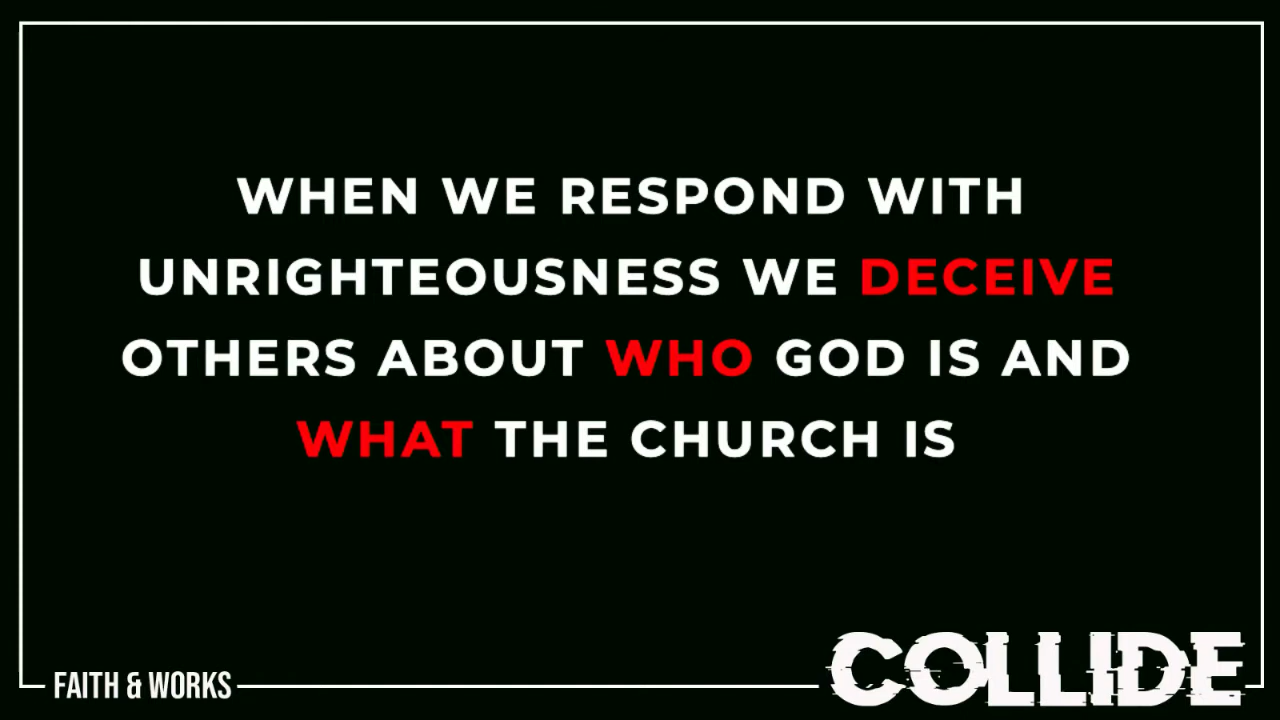 WHEN WE RESPOND WITH
UNRIGHTEOUSNESS WE DECEIVE
OTHERS ABOUT WHO GOD IS AND
WHAT THE CHURCH IS
FAITH & WORKS
COLLIDE